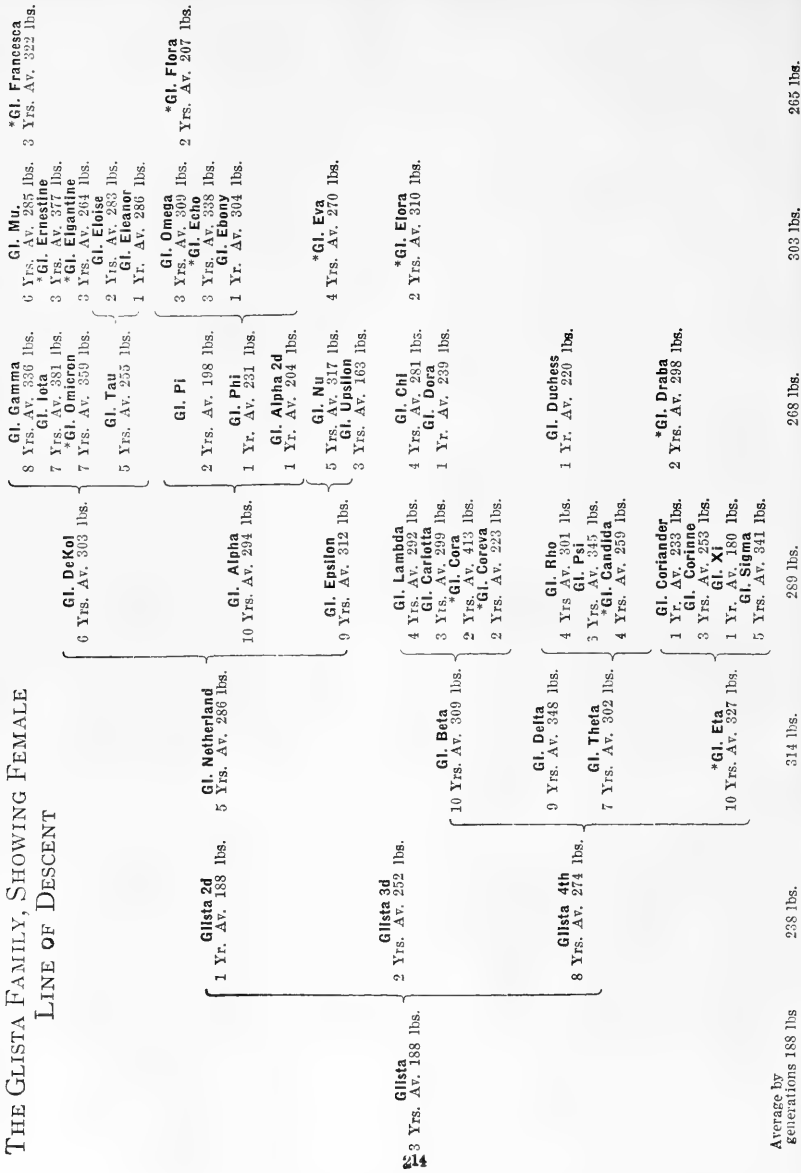 THE GLISTA FAMILY, SHOWING FEMALE
LINE OF DESCENT
Glista
3 Yrs. Av. 188 lbs.
Glista 2d
1 Yr. Av. 188 lbs.
Glista 3d
2 Yrs. Av. 252 lbs.
Glista 4th
8 Yrs. Av. 274 lbs.
Gl. Netherland
5 Yrs. Av. 286 lbs.
Gl. Beta
10 Yrs. Av. 309 lbs.
Gl. Delta
9 Yrs. Av. 348 lbs.
Gl. Theta
7 Yrs. Av. 302 lbs.
*Gl. Eta
10 Yrs. Av. 327 lbs.
Gl. DeKol
6 Yrs. Av. 303 lbs.
Gl. Alpha
10 Yrs. Av. 294 lbs.
Gl. Epsilon
9 Yrs. Av. 312 lbs.
Gl. Lambda
4 Yrs. Av. 292 lbs.
Gl. Carlotta
3 Yrs. Av. 299 lbs.
*Gl. Cora
2 Yrs. Av. 413 lbs.
*Gl. Coreva
2 Yrs. Av. 223 lbs.
Gl. Rho
4 Yrs Av. 301 lbs.
Gl. Psi
Yrs. Av. 345 lbs.
*Gl. Candida
4 Yrs. Av. 259 lbs.
Gl. Coriander
1 Yr. Av. 233 lbs.
Gl. Corinne
3 Yrs. Av. 253 lbs.
Gl. Xi
1 Yr. Av. 180 lbs.
Gl. Sigma
5 Yrs. Av. 341 lbs.
Gl. Gamma
8 Yrs. Av. 336 lbs.
Gl. Iota
7 Yrs. Av. 381 lbs.
*Gl. Omicron
7 Yrs. Av. 359 lbs.
Gl. Tau
5 Yrs. Av. 255 lbs.
Gl. Pi
2 Yrs. Av. 198 lbs.
Gl. Phi
1 Yr. Av. 231 lbs.
Gl. Alpha 2d
1 Yr. Av. 204 lbs.
Gl. Nu
5 Yrs. Av. 317 lbs.
Gl. Upsilon
3 Yrs. Av. 163 lbs.
Gl. Chi
4 Yrs. Av. 281 lbs.
Gl. Dora
1 Yr. Av. 239 lbs.
Gl. Duchess
1 Yr. Av. 220 lbs.
*Gl. Draba
2 Yrs. Av. 298 lbs.
Gl. Mu.
6 Yrs. Av. 285 lbs.
*Gl. Ernestine
3 Yrs. Av. 377 lbs.
*Gl. Elgantine
3 Yrs. Av. 264 lbs.
Gl. Eloise
2 Yrs. Av. 283 lbs.
Gl. Eleanor
1 Yr. Av. 286 lbs.
Gl. Omega
3 Yrs. Av. 309 lbs.
*Gl. Echo
3 Yrs. Av. 338 lbs.
Gl. Ebony
1 Yr. Av. 304 lbs.
*Gl. Eva
4 Yrs. Av. 270 lbs.
*Gl. Elora
2 Yrs. Av. 310 lbs.
*Gl. Francesca
3 Yrs. Av. 322 lbs.
*Gl. Flora
2 Yrs. Av. 207 lbs.
Average by
generations 188 lbs 238 lbs. 314 lbs. 289 lbs. 268 lbs. 303 lbs. 265 lbs.
214